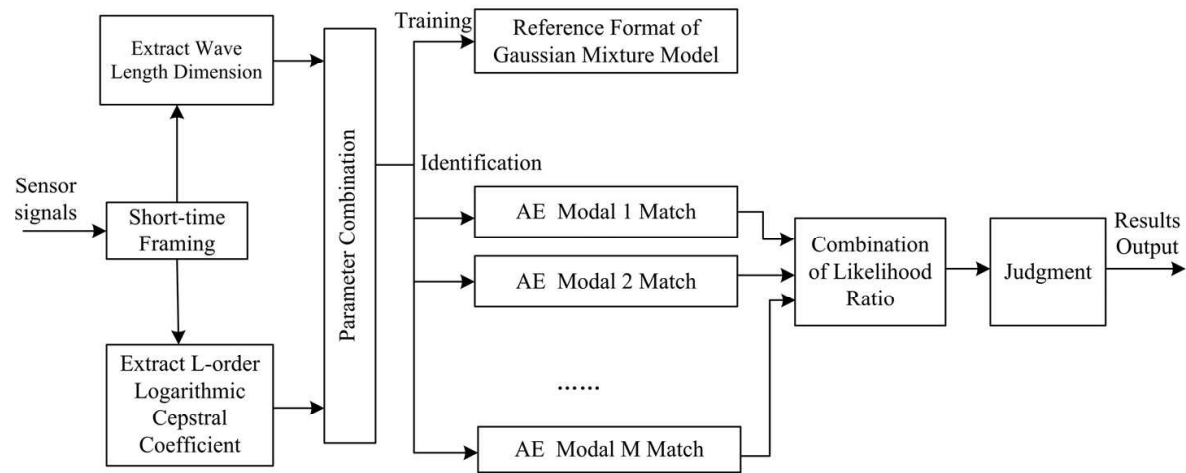 Sensor
signals
Short-time
Framing
Extract Wave
Length Dimension
Extract L-order
Logarithmic
Cepstral
Coefficient
Parameter Combination
Training
Reference Format of
Gaussian Mixture Model
Identification
AE Modal 1 Match
AE Modal 2 Match
......
AE Modal M Match
Combination
of Likelihood
Ratio
Judgment
Results
Output